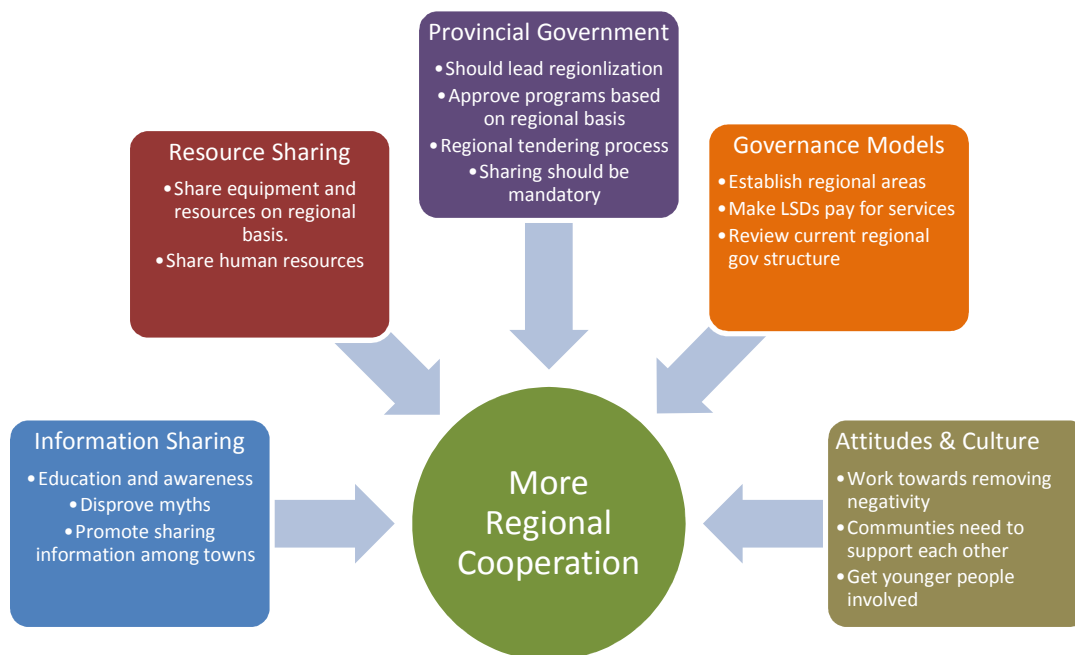 Provincial Government
•Should lead regionlization
•Approve programs based
on regional basis
•Regional tendering process
•Sharing should be
mandatory
Resource Sharing
•Share equipment and
resources on regional
basis.
•Share human resources
Governance Models
•Establish regional areas
•Make LSDs pay for services
•Review current regional
gov structure
Information Sharing
•Education and awareness
•Disprove myths
•Promote sharing
information among towns
More
Regional
Cooperation
Attitudes & Culture
•Work towards removing
negativity
•Communties need to
support each other
•Get younger people
involved